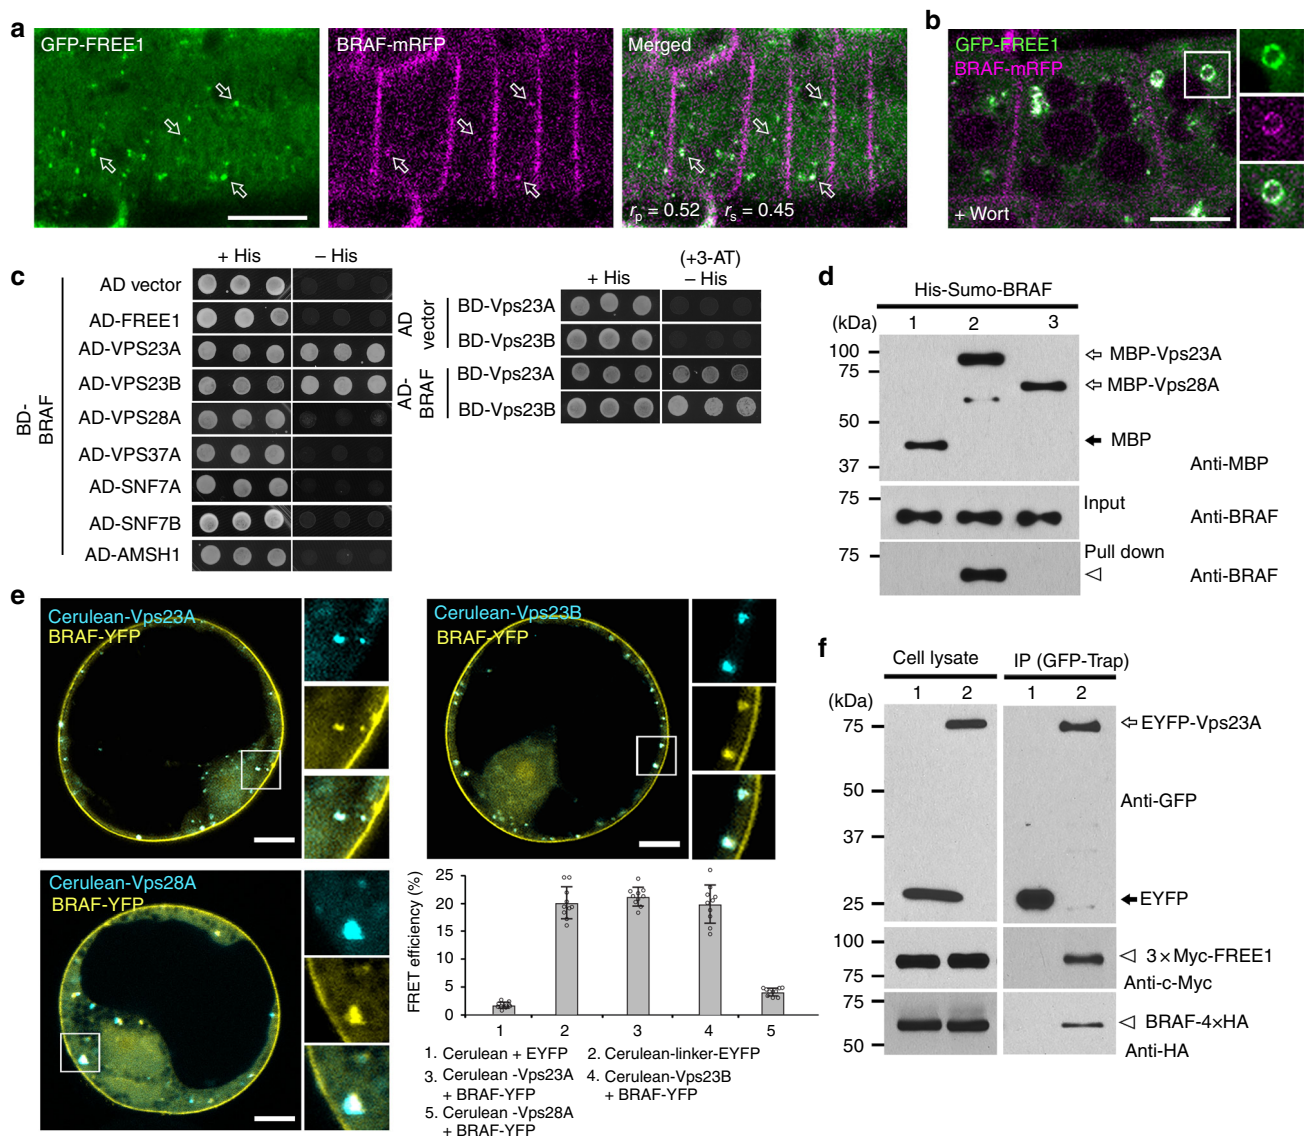 a
GFP-FREE1
BRAF-mRFP
Merged
rp = 0.52 rs = 0.45
b
GFP-FREE1
BRAF-mRFP
+ Wort
c
+ His – His
BD-BRAF
AD vector
AD-FREE1
AD-VPS23A
AD-VPS23B
AD-VPS28A
AD-VPS37A
AD-SNF7A
AD-SNF7B
AD-AMSH1
(+3-AT)
+ His – His
AD vector
BD-Vps23A
BD-Vps23B
AD-BRAF
BD-Vps23A
BD-Vps23B
d
His-Sumo-BRAF
(kDa) 1 2 3
100
75
50
37
MBP-Vps23A
MBP-Vps28A
MBP
Anti-MBP
75
Input
Anti-BRAF
75
Pull down
Anti-BRAF
e
Cerulean-Vps23A
BRAF-YFP
Cerulean-Vps23B
BRAF-YFP
Cerulean-Vps28A
BRAF-YFP
FRET efficiency (%)
25
20
15
10
5
0
1 2 3 4 5
1. Cerulean + EYFP 2. Cerulean-linker-EYFP
3. Cerulean -Vps23A 4. Cerulean-Vps23B
+ BRAF-YFP + BRAF-YFP
5. Cerulean -Vps28A
+ BRAF-YFP
f
Cell lysate IP (GFP-Trap)
(kDa) 1 2 1 2
75
50
37
25
EYFP-Vps23A
Anti-GFP
EYFP
100
75
3×Myc-FREE1
Anti-c-Myc
75
50
BRAF-4×HA
Anti-HA